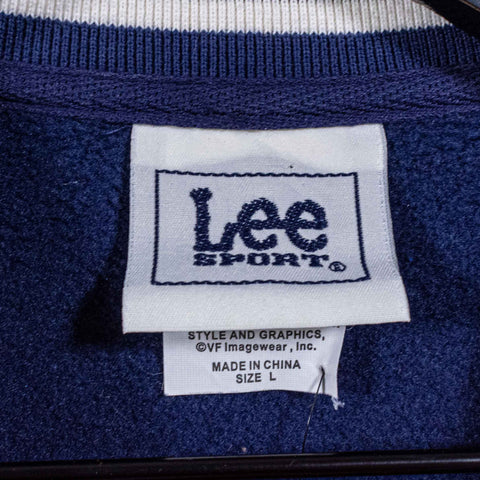 Lee
SPORT®
STYLE AND GRAPHICS,
©VF Imagewear, Inc.
MADE IN CHINA
SIZE L